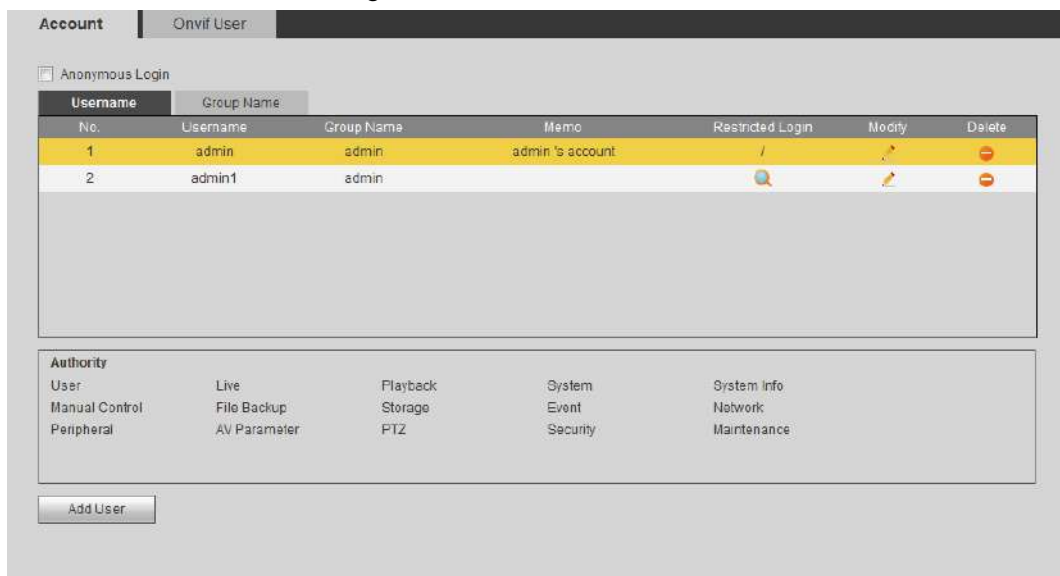 Account Onvif User
Anonymous Login
Username Group Name
No. Username Group Name Memo Restricted Login Modify Delete
1 admin admin admin 's account /
2 admin1 admin
Authority
User Live Playback System System Info
Manual Control File Backup Storage Event Network
Peripheral AV Parameter PTZ Security Maintenance
Add User